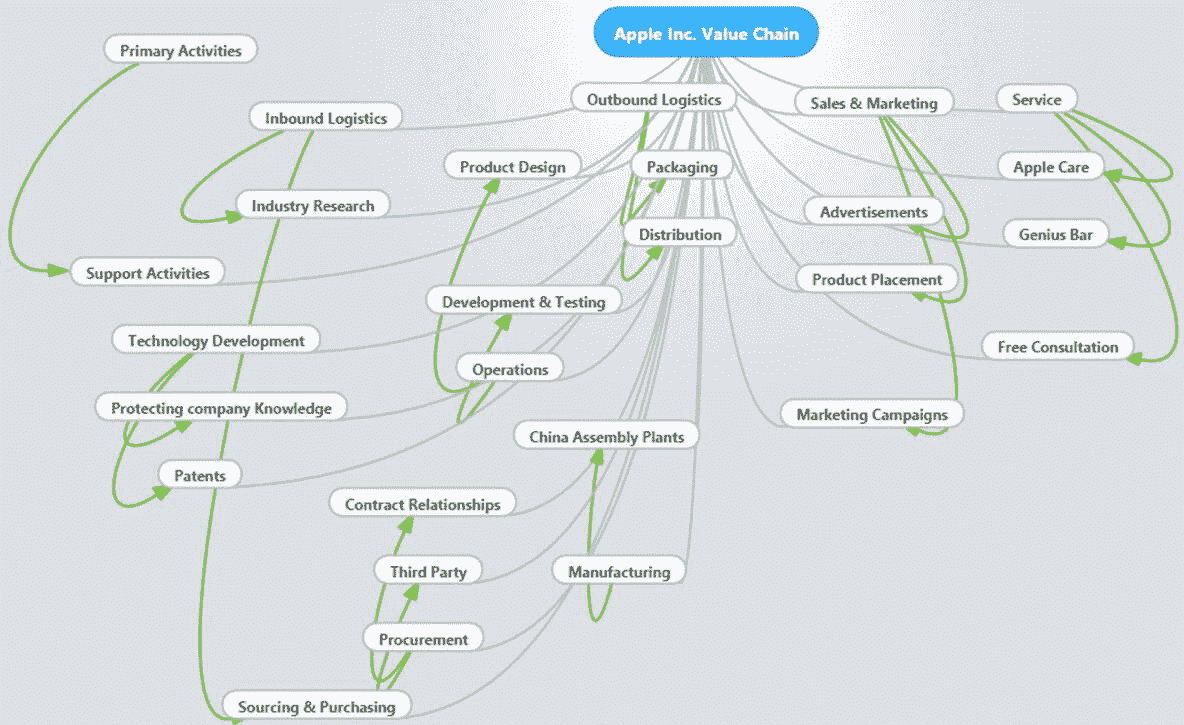 Apple Inc. Value Chain
Primary Activities
Outbound Logistics
Sales & Marketing
Service
Inbound Logistics
Product Design
Packaging
Apple Care
Industry Research
Advertisements
Distribution
Genius Bar
Support Activities
Product Placement
Development & Testing
Technology Development
Free Consultation
Operations
Protecting company Knowledge
Marketing Campaigns
China Assembly Plants
Patents
Contract Relationships
Third Party
Manufacturing
Procurement
Sourcing & Purchasing